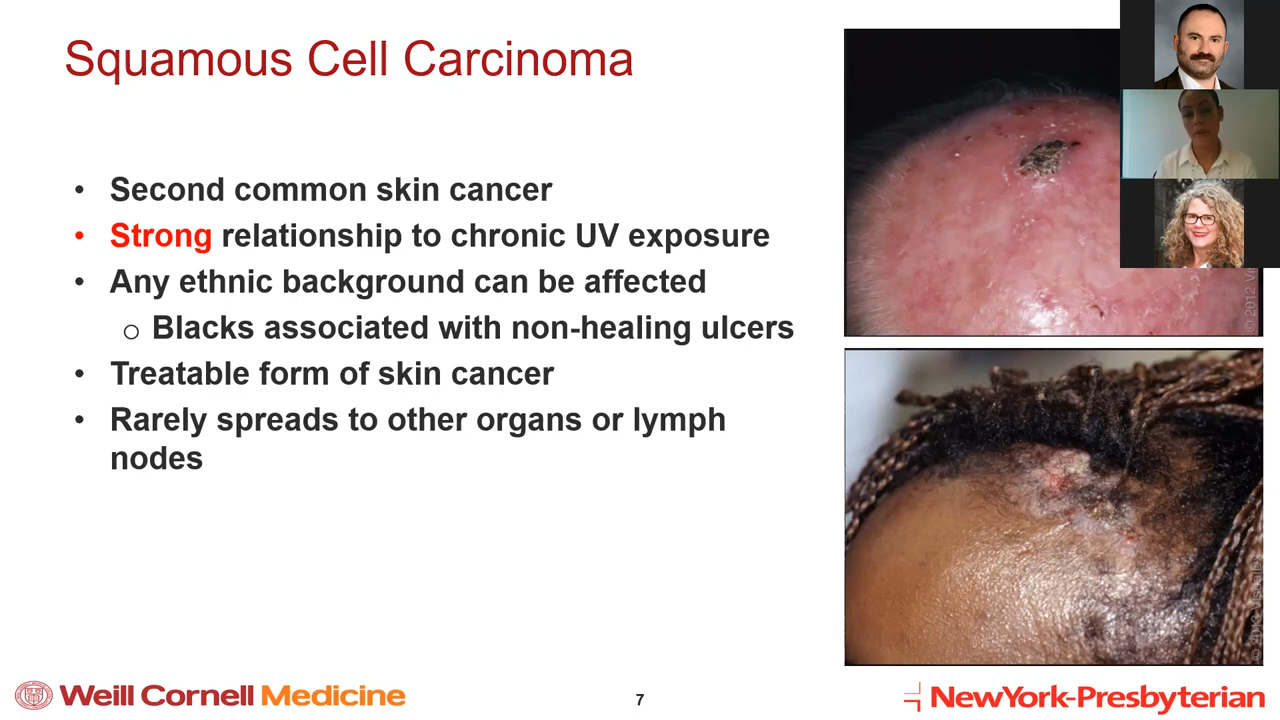 Squamous Cell Carcinoma
• Second common skin cancer
• Strong relationship to chronic UV exposure
• Any ethnic background can be affected
o Blacks associated with non-healing ulcers
• Treatable form of skin cancer
• Rarely spreads to other organs or lymph
nodes
© 2012 Vis
Weill Cornell Medicine
7
NewYork-Presbyterian